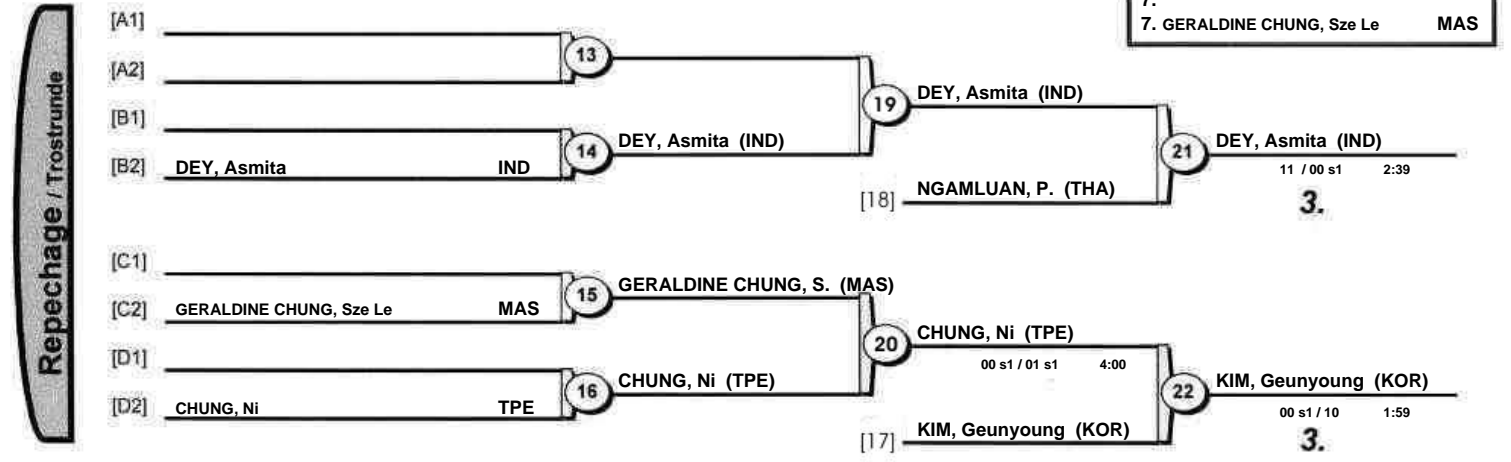 7.
7. GERALDINE CHUNG, Sze Le MAS
Repechage / Trostrunde
[A1]
13
[A2]
19 DEY, Asmita (IND)
[B1]
14 DEY, Asmita (IND)
21 DEY, Asmita (IND)
[B2] DEY, Asmita IND
11 / 00 s1 2:39
[18] NGAMLUAN, P. (THA)
3.
[C1]
15 GERALDINE CHUNG, S. (MAS)
[C2] GERALDINE CHUNG, Sze Le MAS
20 CHUNG, Ni (TPE)
00 s1 / 01 s1 4:00
[D1]
16 CHUNG, Ni (TPE)
22 KIM, Geunyoung (KOR)
[D2] CHUNG, Ni TPE
00 s1 / 10 1:59
[17] KIM, Geunyoung (KOR)
3.